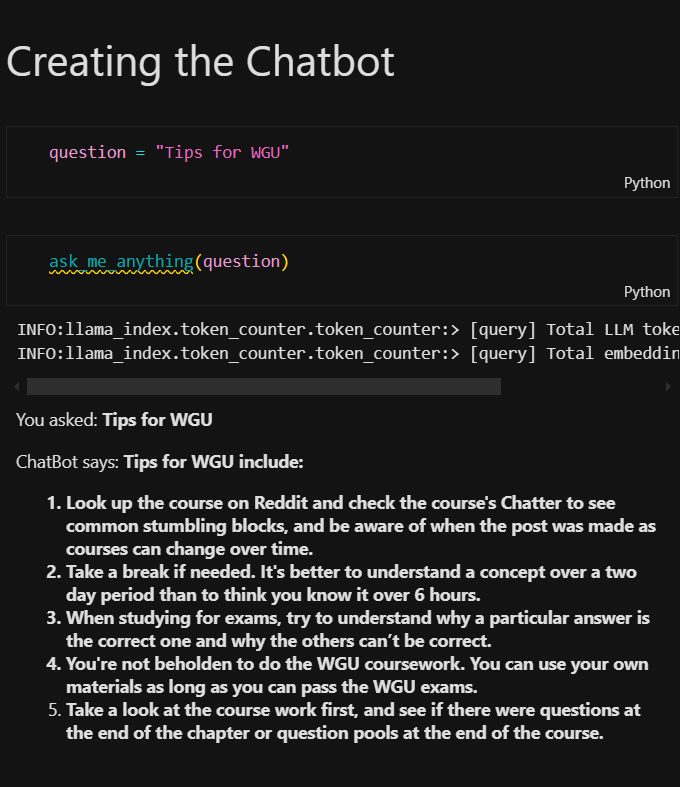 Creating the Chatbot
question = "Tips for WGU"
Python
ask_me_anything(question)
Python
INFO:llama_index.token_counter.token_counter:> [query] Total LLM toke
INFO:llama_index.token_counter.token_counter:> [query] Total embeddin
You asked: Tips for WGU
ChatBot says: Tips for WGU include:
1. Look up the course on Reddit and check the course's Chatter to see
common stumbling blocks, and be aware of when the post was made as
courses can change over time.
2. Take a break if needed. It's better to understand a concept over a two
day period than to think you know it over 6 hours.
3. When studying for exams, try to understand why a particular answer is
the correct one and why the others can’t be correct.
4. You're not beholden to do the WGU coursework. You can use your own
materials as long as you can pass the WGU exams.
5. Take a look at the course work first, and see if there were questions at
the end of the chapter or question pools at the end of the course.